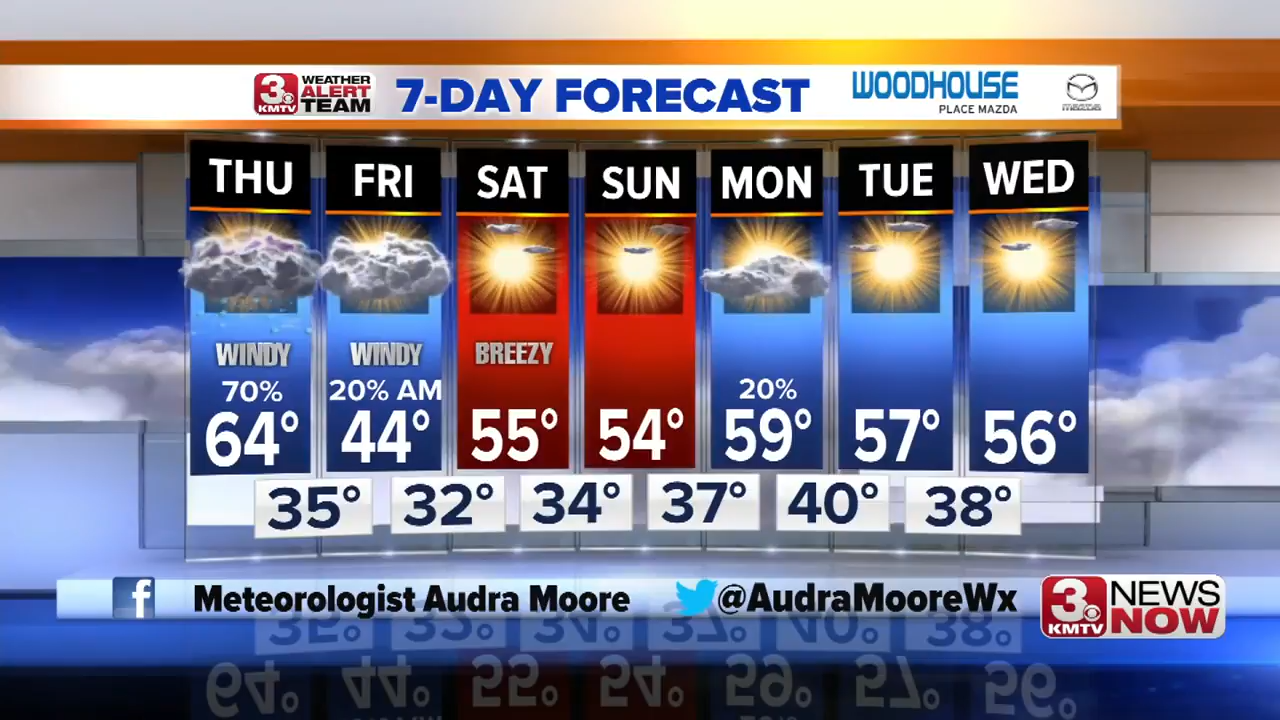 3 KMTV WEATHER ALERT TEAM
7-DAY FORECAST
WOODHOUSE
PLACE MAZDA
mazda
THU FRI SAT SUN MON TUE WED
WINDY WINDY BREEZY
70% 20% AM 20%
64° 44° 55° 54° 59° 57° 56°
35° 32° 34° 37° 40° 38°
f Meteorologist Audra Moore @AudraMooreWx
3 KMTV NEWS NOW